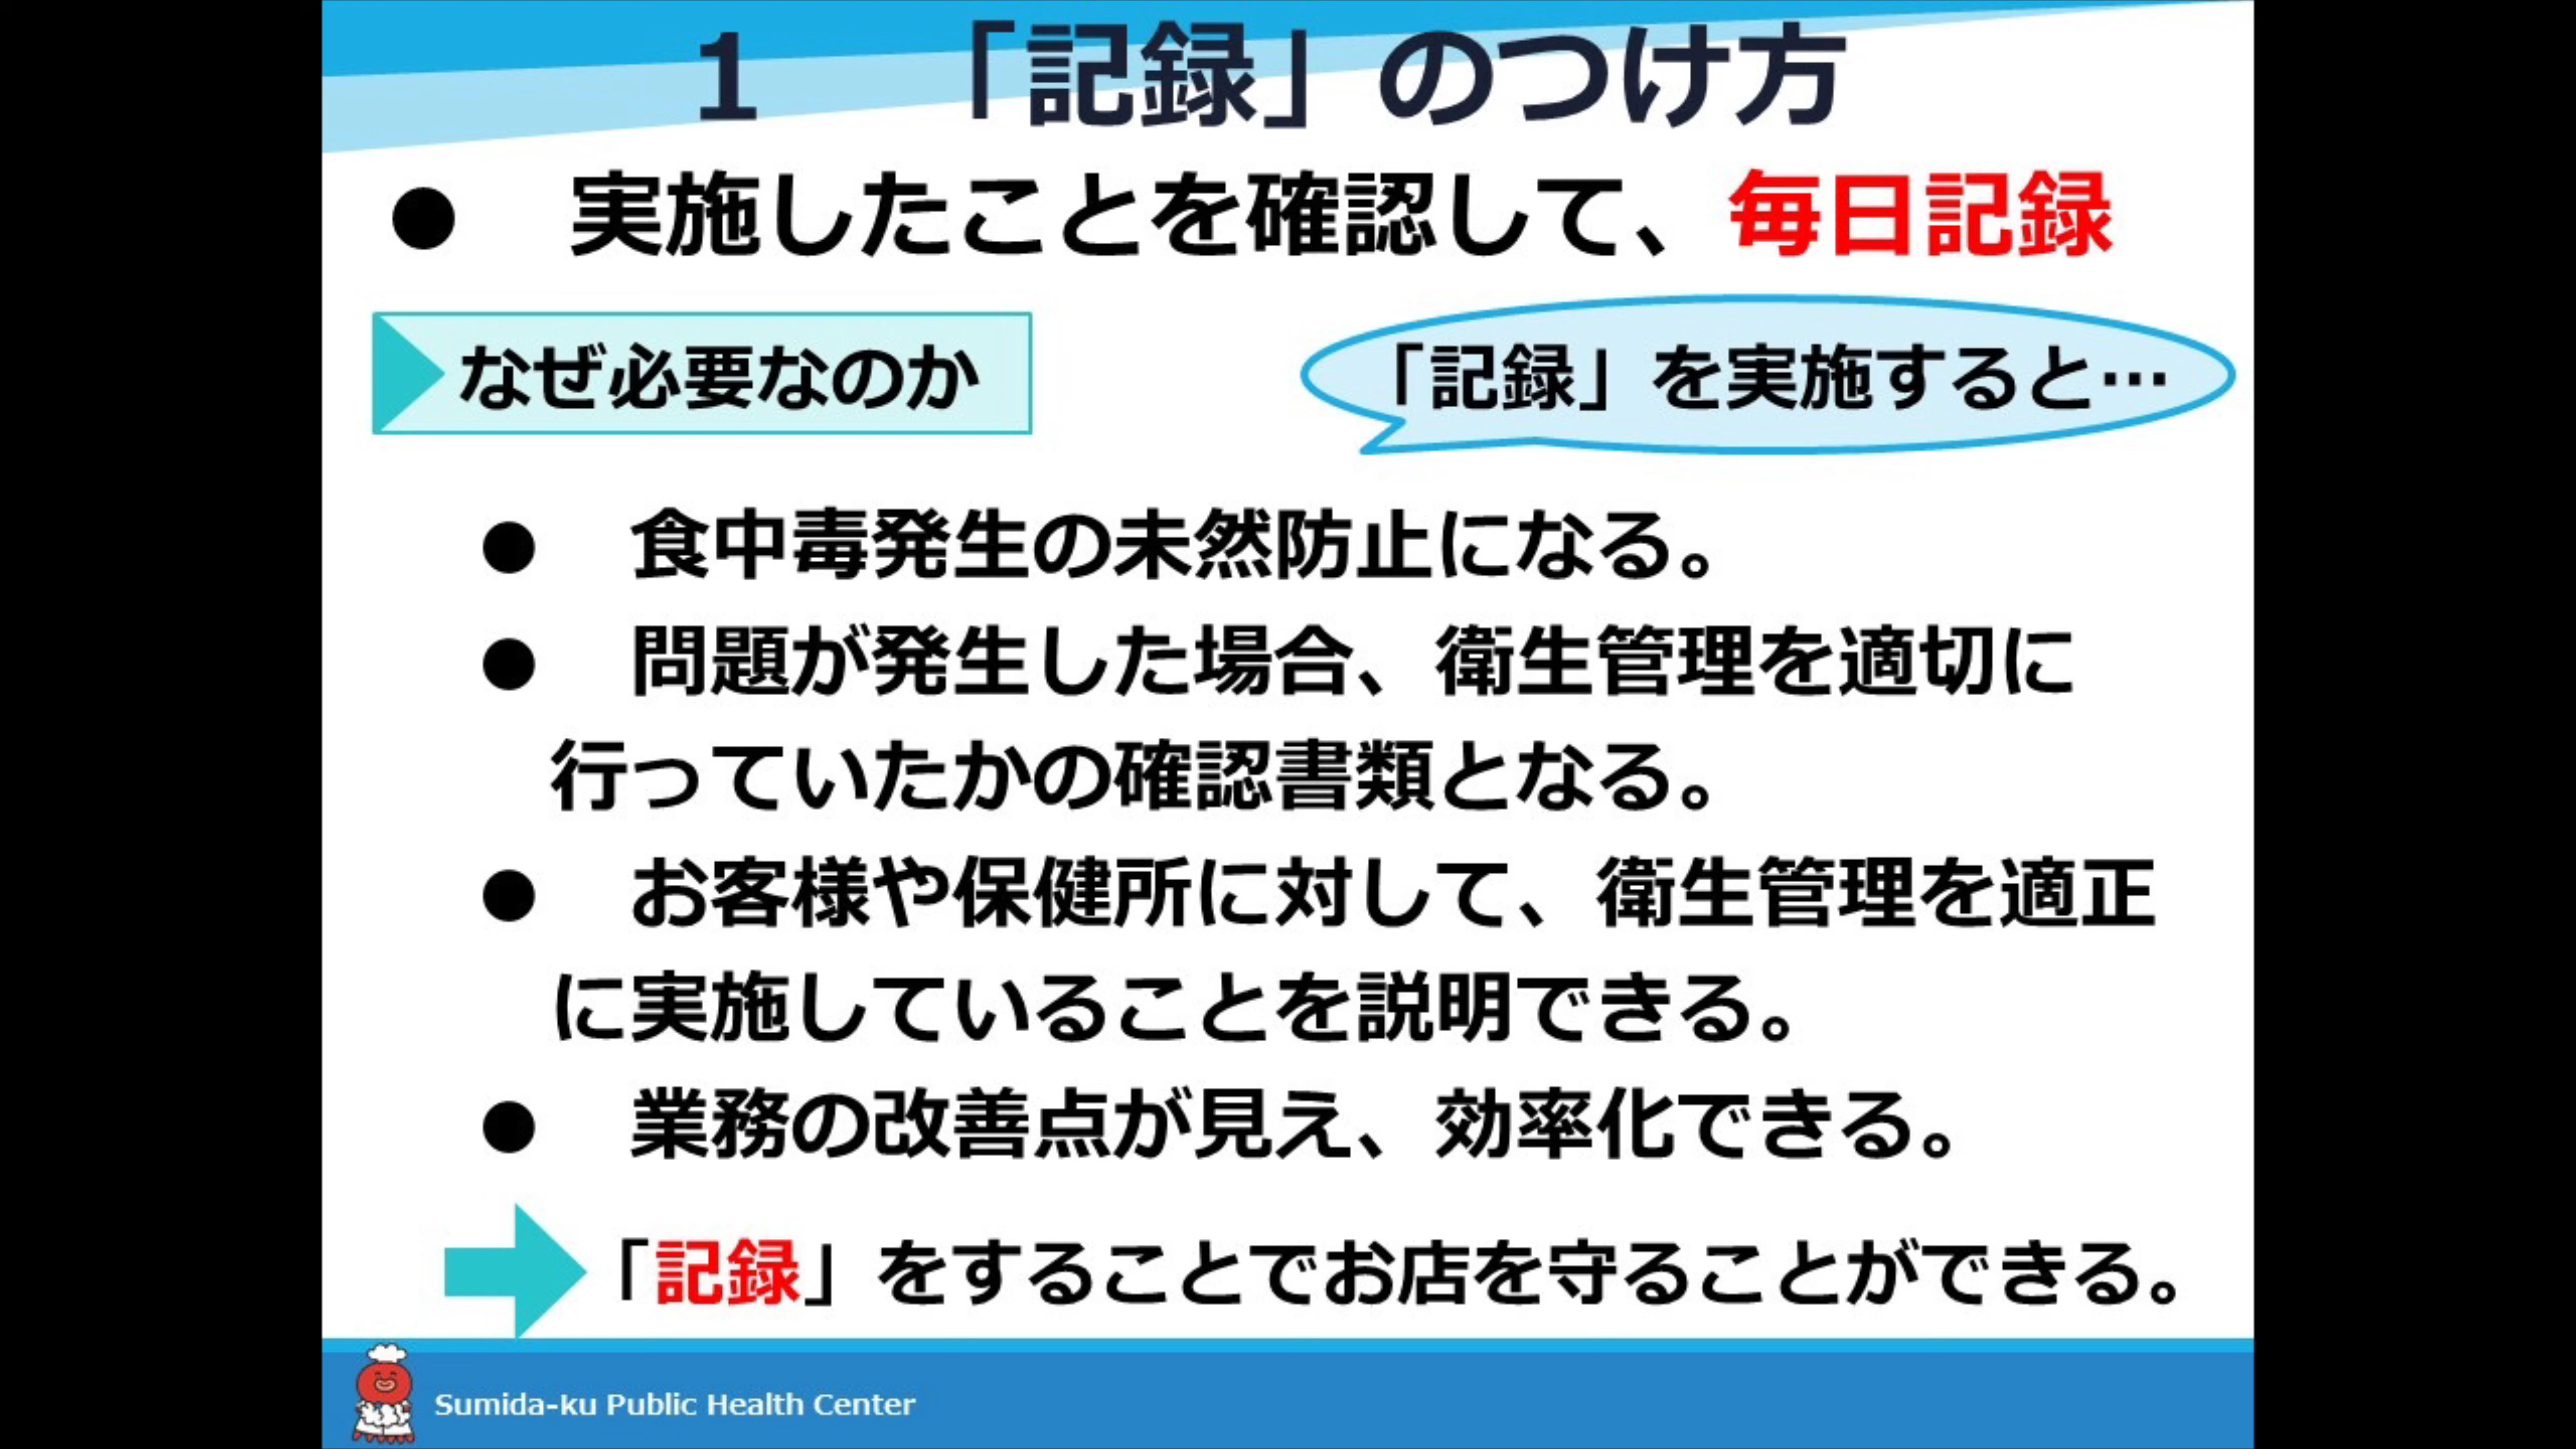 1 「記録」のつけ方
● 実施したことを確認して、毎日記録
なぜ必要なのか
「記録」を実施すると…
● 食中毒発生の未然防止になる。
● 問題が発生した場合、衛生管理を適切に
行っていたかの確認書類となる。
● お客様や保健所に対して、衛生管理を適正
に実施していることを説明できる。
● 業務の改善点が見え、効率化できる。
「記録」をすることでお店を守ることができる。
Sumida-ku Public Health Center